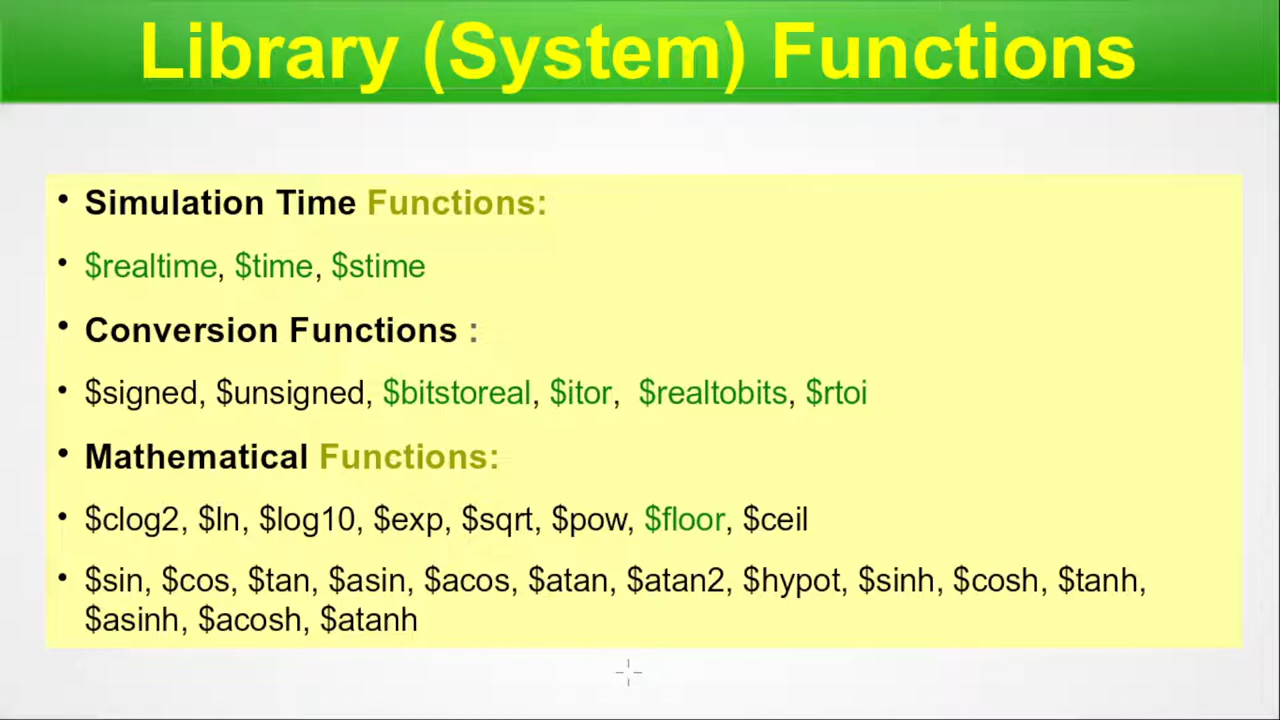 Library (System) Functions
• Simulation Time Functions:
• $realtime, $time, $stime
• Conversion Functions :
• $signed, $unsigned, $bitstoreal, $itor, $realtobits, $rtoi
• Mathematical Functions:
• $clog2, $ln, $log10, $exp, $sqrt, $pow, $floor, $ceil
• $sin, $cos, $tan, $asin, $acos, $atan, $atan2, $hypot, $sinh, $cosh, $tanh,
$asinh, $acosh, $atanh